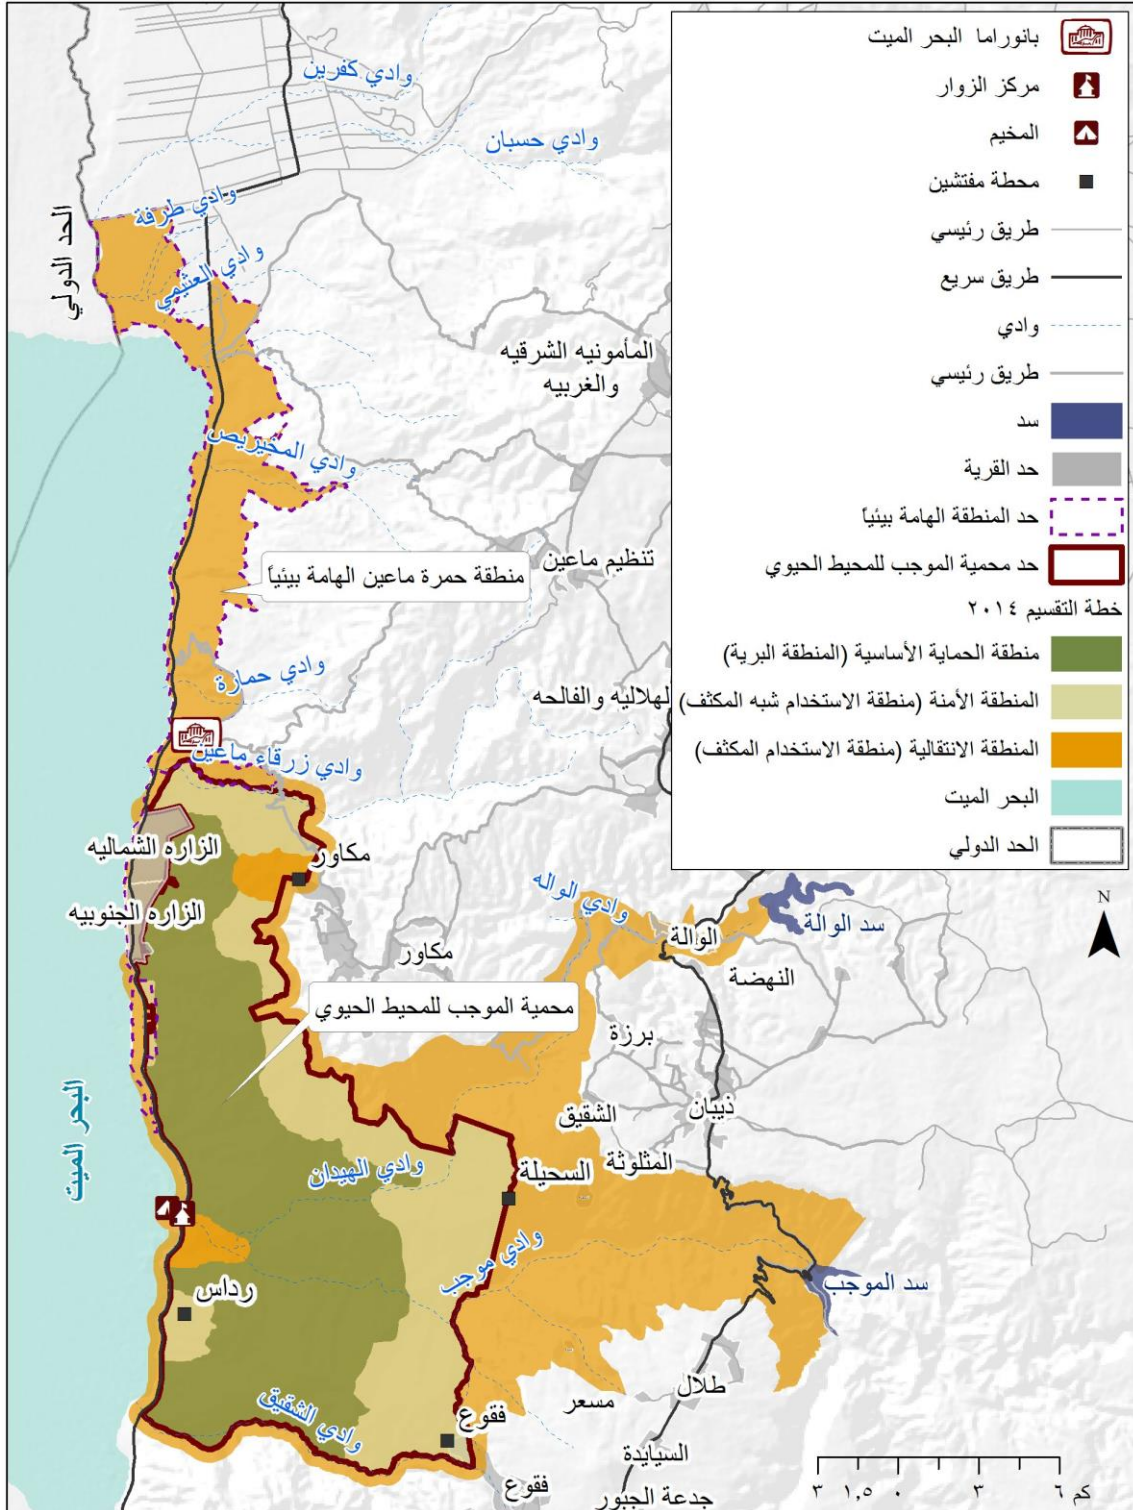 بانوراما البحر الميت
مركز الزوار
المخيم
محطة مفتشين
طريق رئيسي
طريق سريع
وادي
طريق رئيسي
سد
حد القرية
حد المنطقة الهامة بيئياً
حد محمية الموجب للمحيط الحيوي
خطة التقسيم ٢٠١٤
منطقة الحماية الأساسية (المنطقة البرية)
المنطقة الأمنة (منطقة الاستخدام شبه المكثف)
المنطقة الانتقالية (منطقة الاستخدام المكثف)
البحر الميت
الحد الدولي
وادي كفرين
وادي حسبان
وادي طرفة
الحد الدولي
وادي العثيمي
المأمونيه الشرقيه
والغربيه
وادي المخيريص
تنظيم ماعين
منطقة حمرة ماعين الهامة بيئياً
وادي حمارة
لهلاليه والفالحه
وادي زرقاء ماعين
الزاره الشماليه
مكاور
الزاره الجنوبيه
وادي الواله
سد الوالة
الوالة
مكاور
النهضة
محمية الموجب للمحيط الحيوي
برزة
البحر الميت
الشقيق
ذيبان
المثلوثة
وادي الهيدان
السحيلة
وادي موجب
سد الموجب
رداس
طلال
مسعر
وادي الشقيق
فقوع
السيايدة
فقوع
جدعة الجبور
N
٣ ١,٥ ٠ ٣ ٦ كم